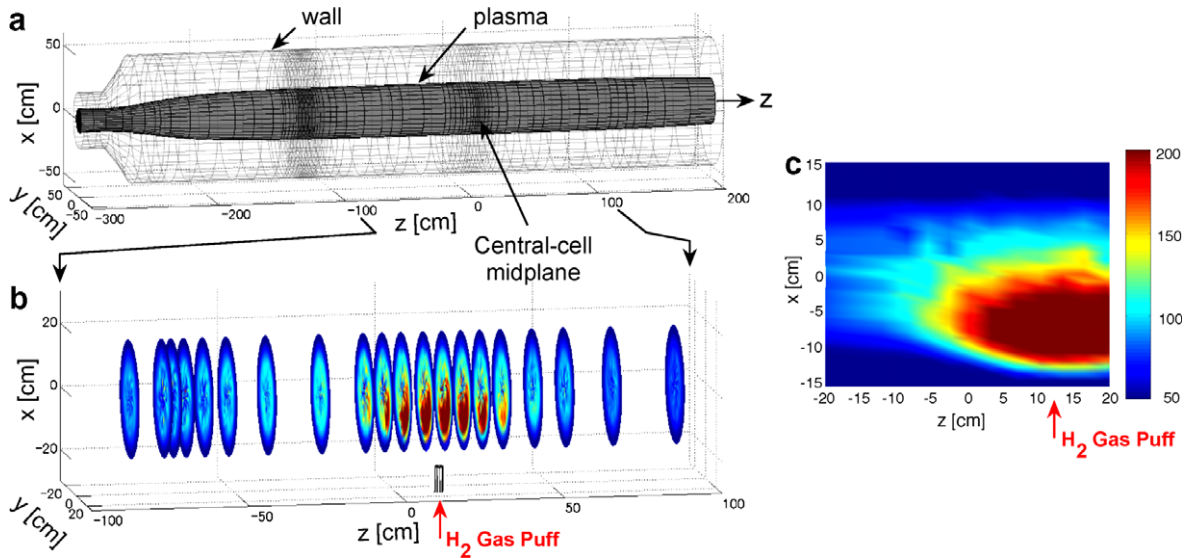 a
wall
plasma
50
0
-50
x [cm]
z
50
0
-50
y [cm]
-300
-200
-100
0
100
200
z [cm]
Central-cell
midplane
b
20
0
-20
x [cm]
-20
0
20
y [cm]
-100
-50
0
50
100
z [cm]
H2 Gas Puff
c
15
10
5
0
-5
-10
-15
x [cm]
-20
-15
-10
-5
0
5
10
15
20
z [cm]
H2 Gas Puff
200
150
100
50